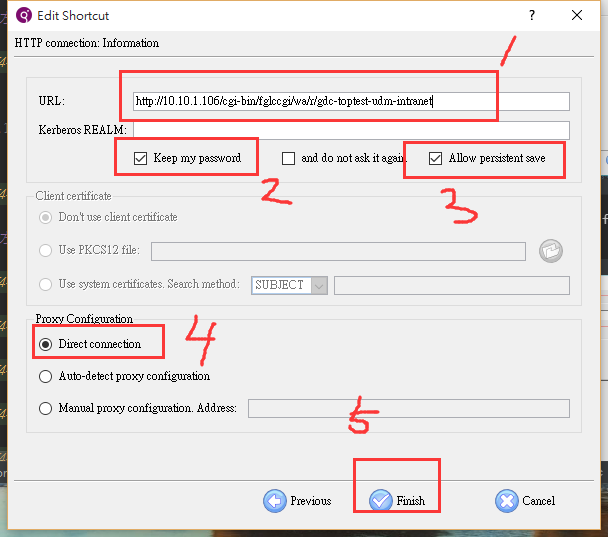 Edit Shortcut
HTTP connection: Information
1
URL: http://10.10.1.106/cgi-bin/fglccgi/wa/r/gdc-toptest-udm-intranet
Kerberos REALM:
Keep my password and do not ask it again Allow persistent save
2 3
Client certificate
Don't use client certificate
Use PKCS12 file:
Use system certificates. Search method: SUBJECT
Proxy Configuration
Direct connection 4
Auto-detect proxy configuration
Manual proxy configuration. Address:
5
Previous Finish Cancel